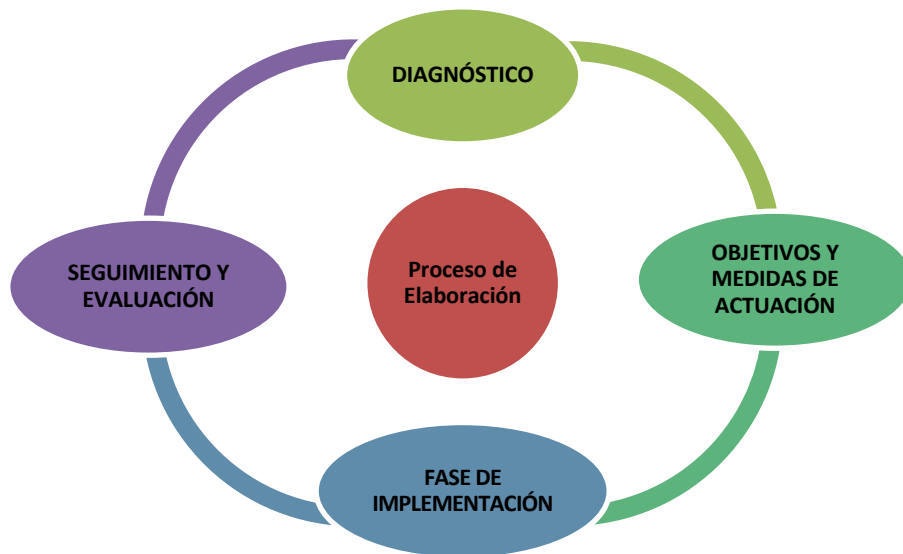 DIAGNÓSTICO
OBJETIVOS Y
MEDIDAS DE
ACTUACIÓN
FASE DE
IMPLEMENTACIÓN
SEGUIMIENTO Y
EVALUACIÓN
Proceso de
Elaboración